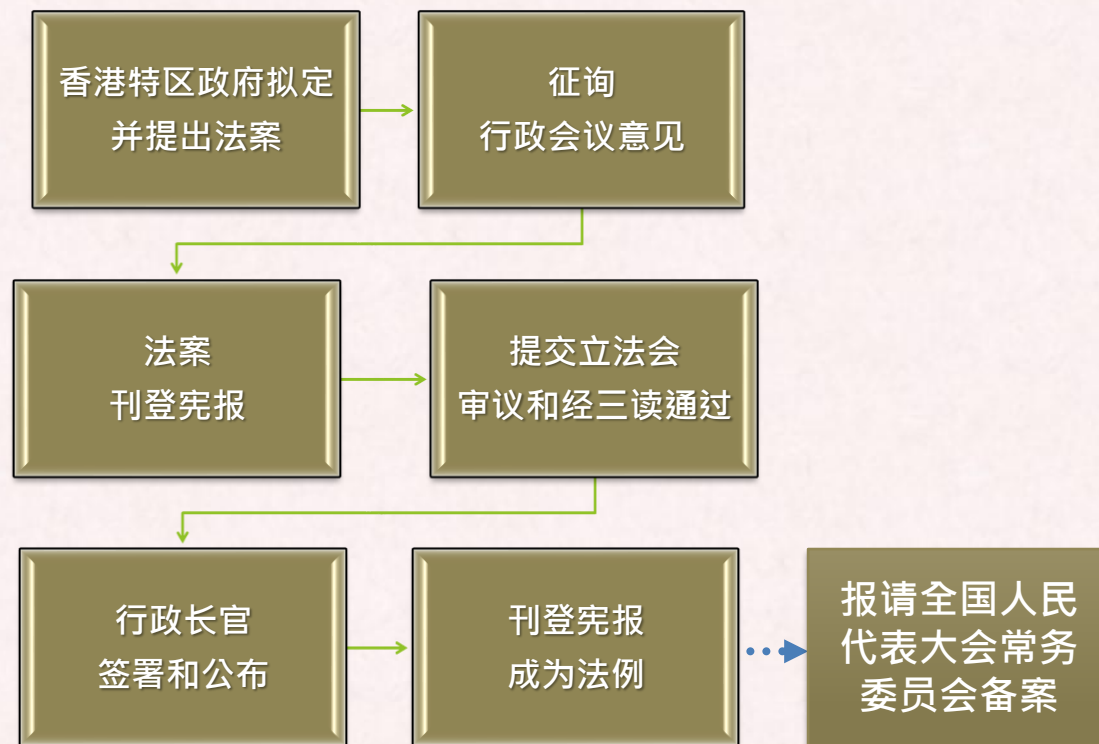 香港特区政府拟定
并提出法案
征询
行政会议意见
法案
刊登宪报
提交立法会
审议和经三读通过
行政长官
签署和公布
刊登宪报
成为法例
报请全国人民
代表大会常务
委员会备案